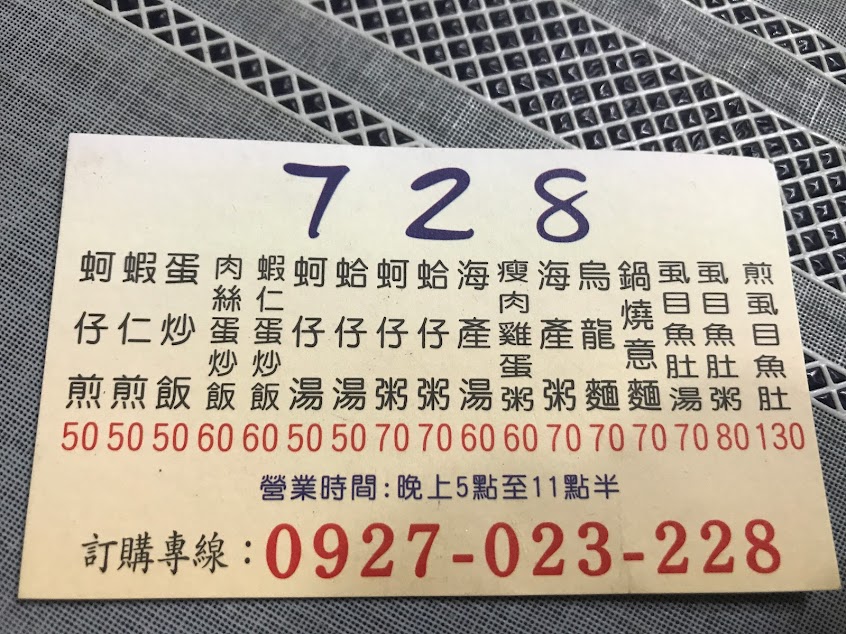 728
蚵仔煎
蝦仁煎
蛋炒飯
肉絲蛋炒飯
蝦仁蛋炒飯
蚵仔湯
蛤仔湯
蚵仔粥
蛤仔粥
海產湯
瘦肉雞蛋粥
海產粥
烏龍麵
鍋燒意麵
虱目魚肚湯
虱目魚肚粥
煎虱目魚肚
50 50 50 60 60 50 50 70 70 60 60 70 70 70 70 80 130
營業時間:晚上5點至11點半
訂購專線:0927-023-228